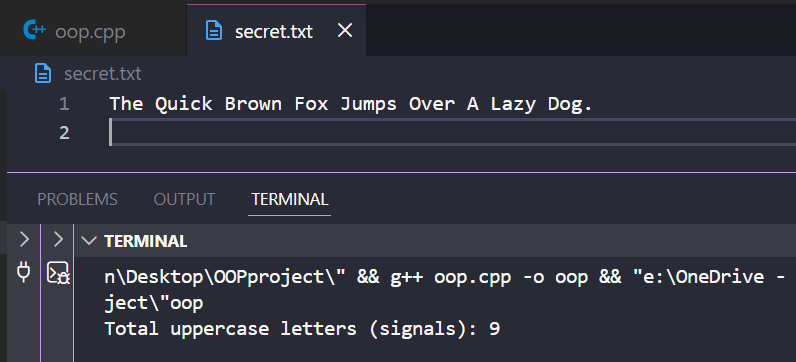 oop.cpp
secret.txt
secret.txt
1 The Quick Brown Fox Jumps Over A Lazy Dog.
2
PROBLEMS OUTPUT TERMINAL
TERMINAL
n\Desktop\OOPproject\" && g++ oop.cpp -o oop && "e:\OneDrive -
ject\"oop
Total uppercase letters (signals): 9